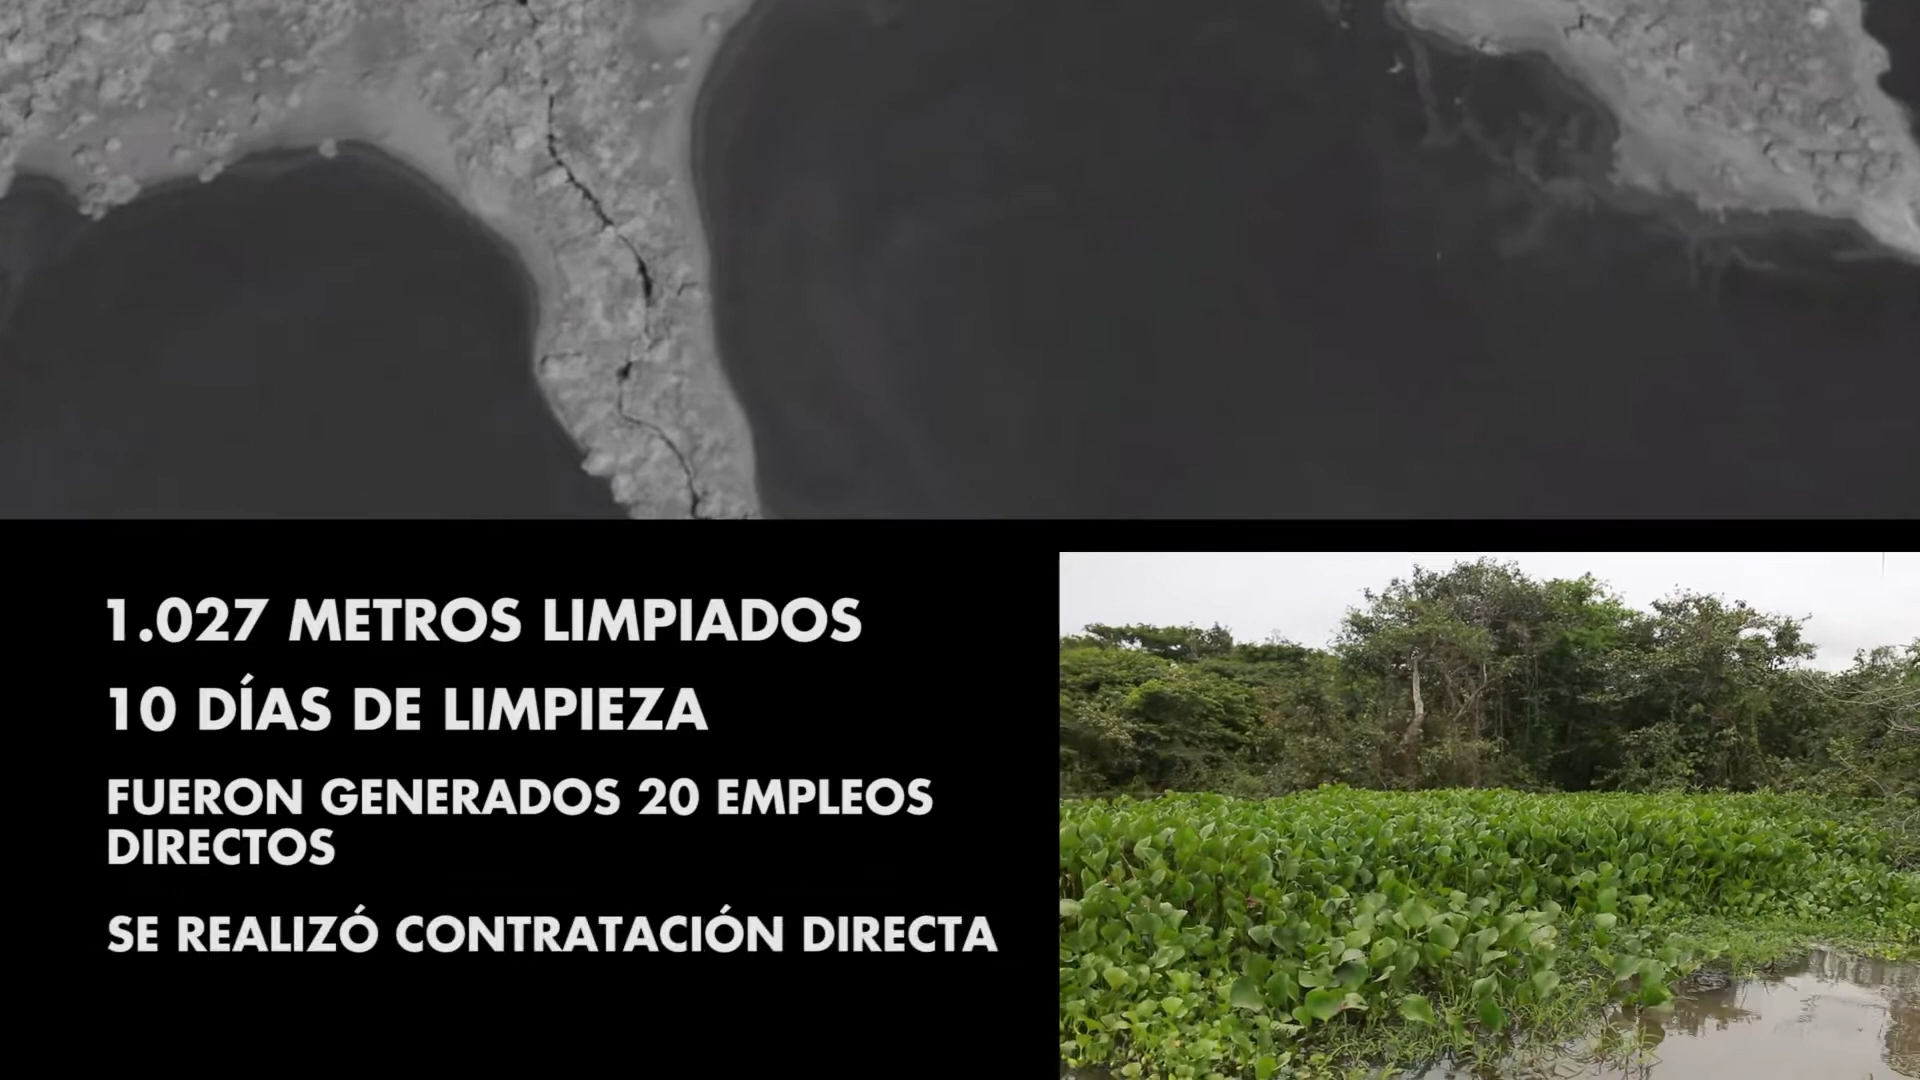 1.027 METROS LIMPIADOS
10 DÍAS DE LIMPIEZA
FUERON GENERADOS 20 EMPLEOS
DIRECTOS
SE REALIZÓ CONTRATACIÓN DIRECTA